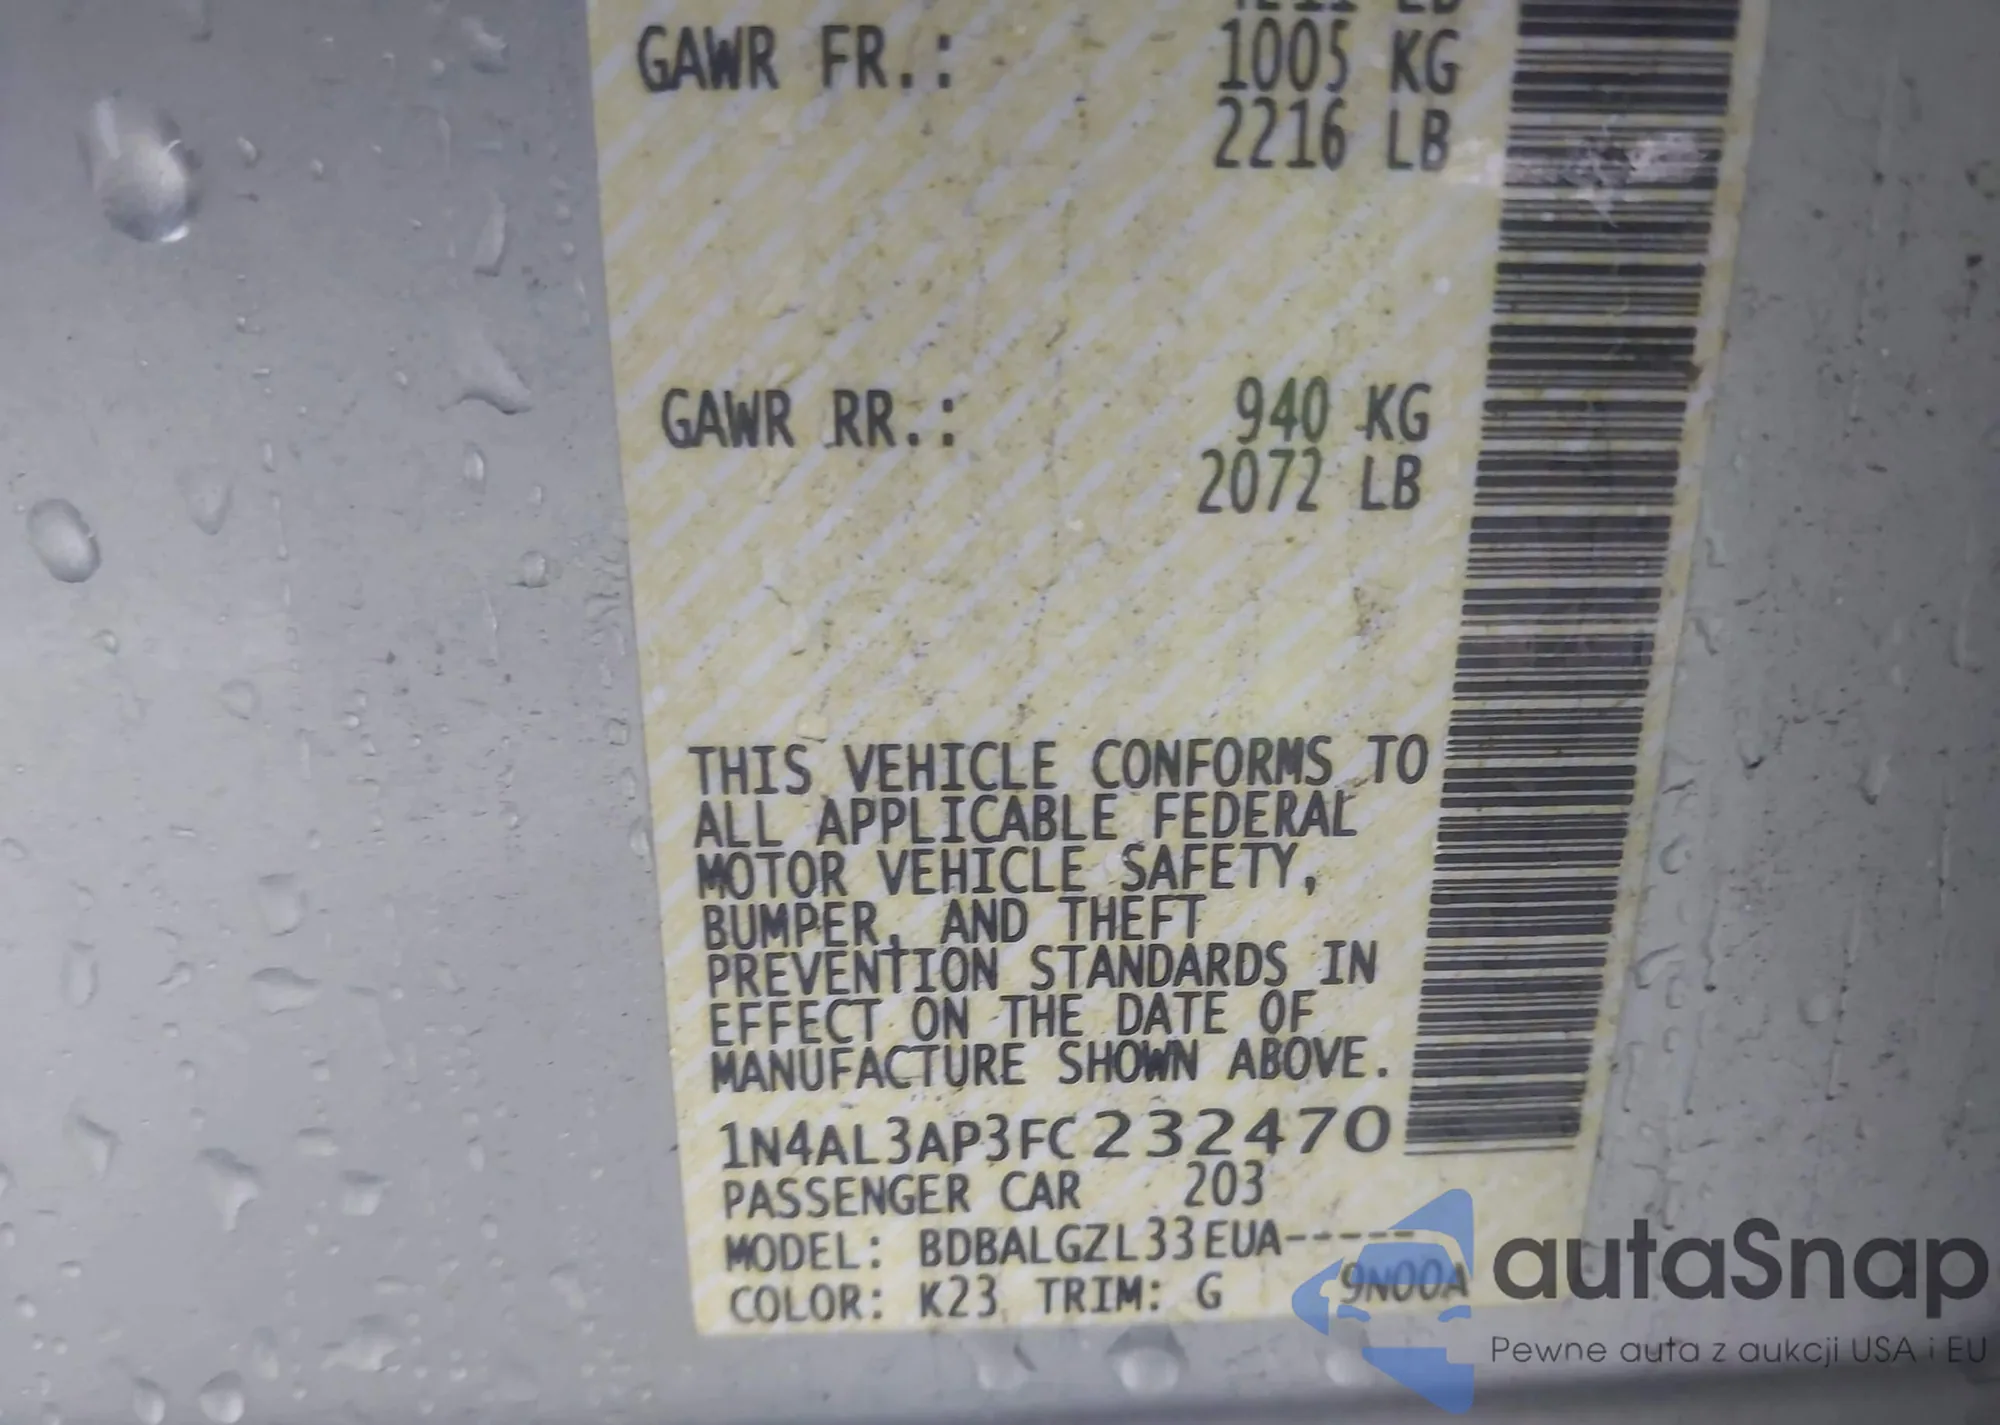 GAWR FR.: 1005 KG
2216 LB
GAWR RR.: 940 KG
2072 LB
THIS VEHICLE CONFORMS TO
ALL APPLICABLE FEDERAL
MOTOR VEHICLE SAFETY,
BUMPER, AND THEFT
PREVENTION STANDARDS IN
EFFECT ON THE DATE OF
MANUFACTURE SHOWN ABOVE.
1N4AL3AP3FC232470
PASSENGER CAR 203
MODEL: BDBALGZL33EUA-----
COLOR: K23 TRIM: G 9N00A
autaSnap
Pewne auta z aukcji USA i EU